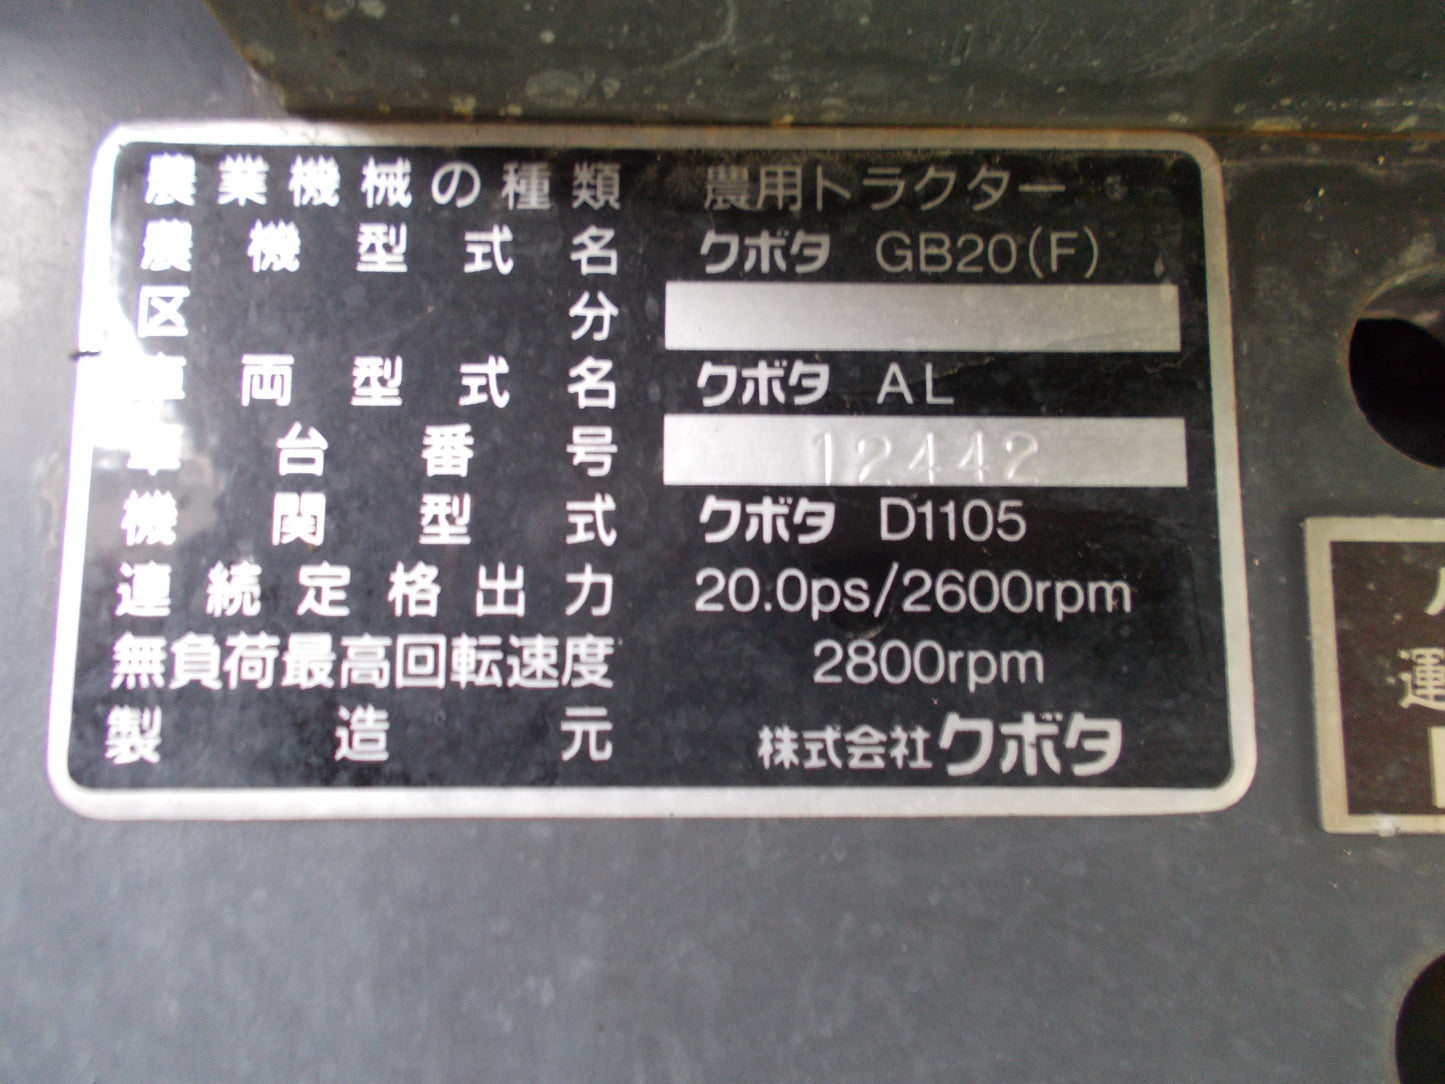 農業機械の種類 農用トラクター
農機型式名 クボタ GB20(F)
区分
車両型式名 クボタ AL
車台番号 12442
機関型式 クボタ D1105
連続定格出力 20.0ps/2600rpm
無負荷最高回転速度 2800rpm
製造元 株式会社クボタ